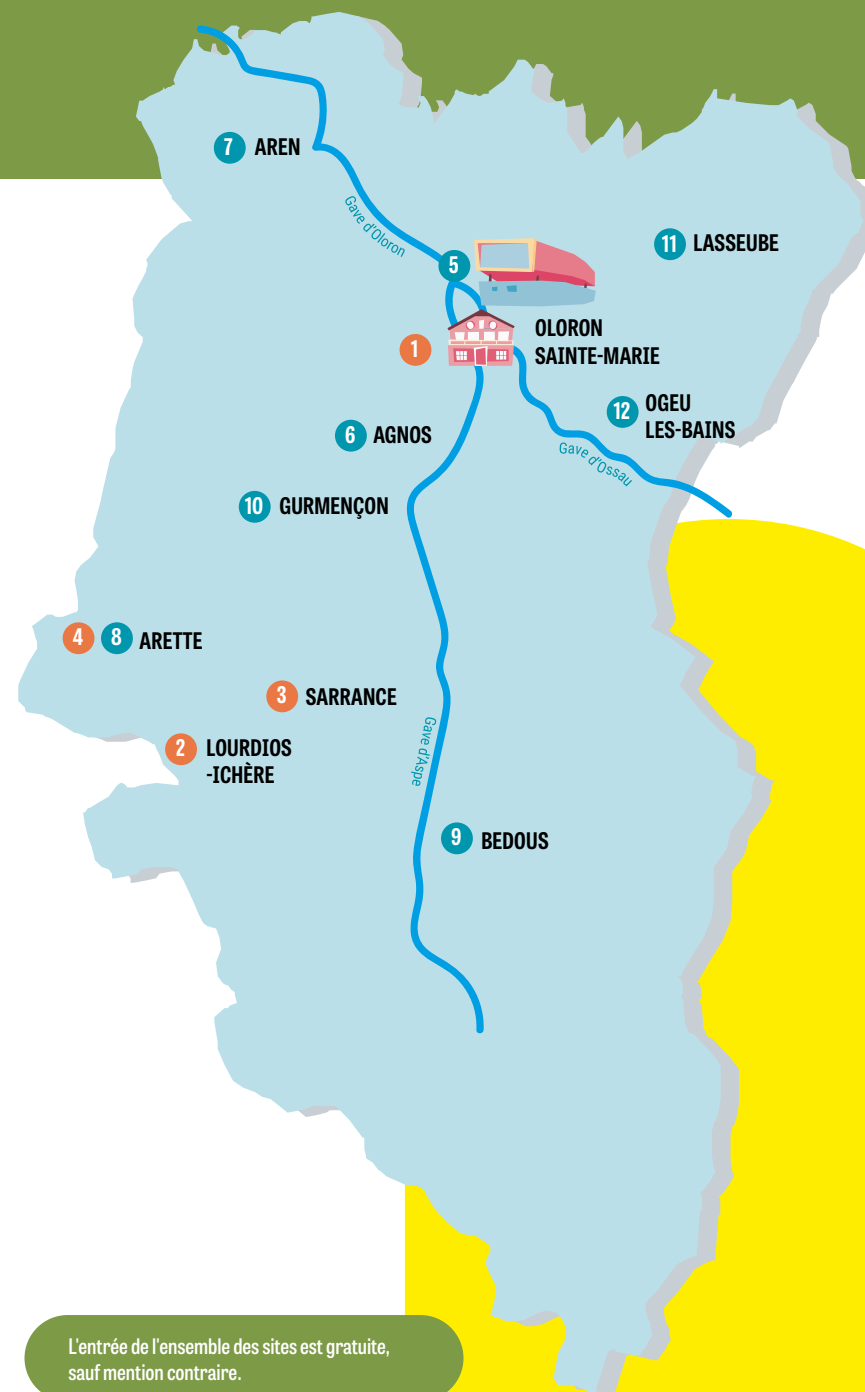 7 AREN
Gave d'Oloron
5
11 LASSEUBE
1
OLORON
SAINTE-MARIE
12 OGEU
LES-BAINS
6 AGNOS
Gave d'Ossau
10 GURMENÇON
4 8 ARETTE
3 SARRANCE
2 LOURDIOS
-ICHÈRE
Gave d'Aspe
9 BEDOUS
L'entrée de l'ensemble des sites est gratuite,
sauf mention contraire.